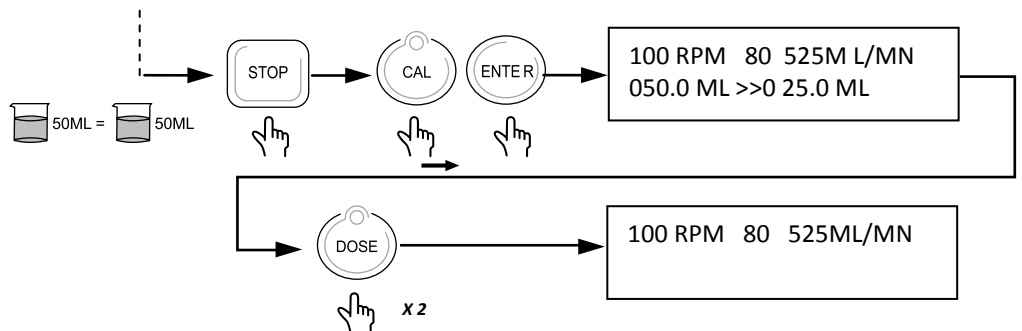 50ML = 50ML
STOP
CAL
ENTE R
100 RPM 80 525M L/MN
050.0 ML >>0 25.0 ML
DOSE
X 2
100 RPM 80 525ML/MN